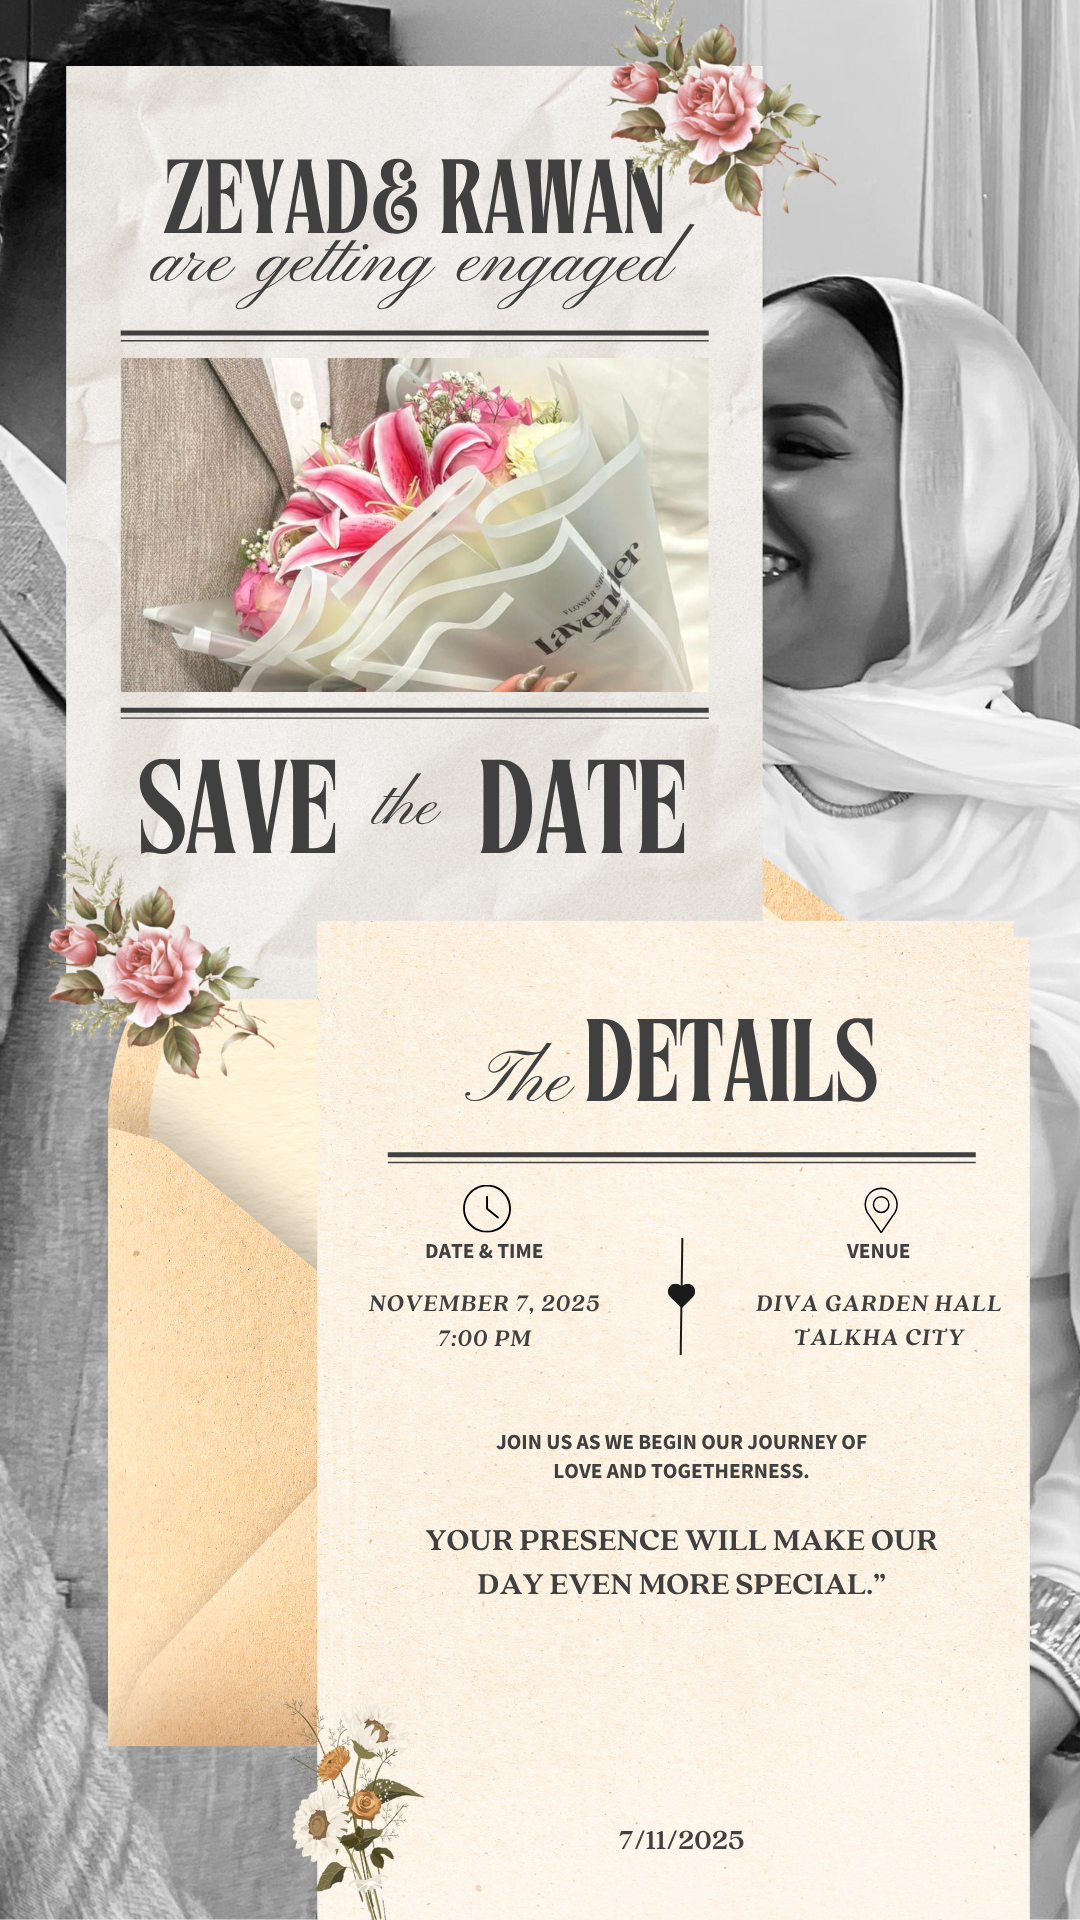 ZEYAD& RAWAN
are getting engaged
FLOWER
Lavender
SAVE the DATE
The DETAILS
DATE & TIME
NOVEMBER 7, 2025
7:00 PM
VENUE
DIVA GARDEN HALL
TALKHA CITY
JOIN US AS WE BEGIN OUR JOURNEY OF
LOVE AND TOGETHERNESS.
YOUR PRESENCE WILL MAKE OUR
DAY EVEN MORE SPECIAL.”
7/11/2025